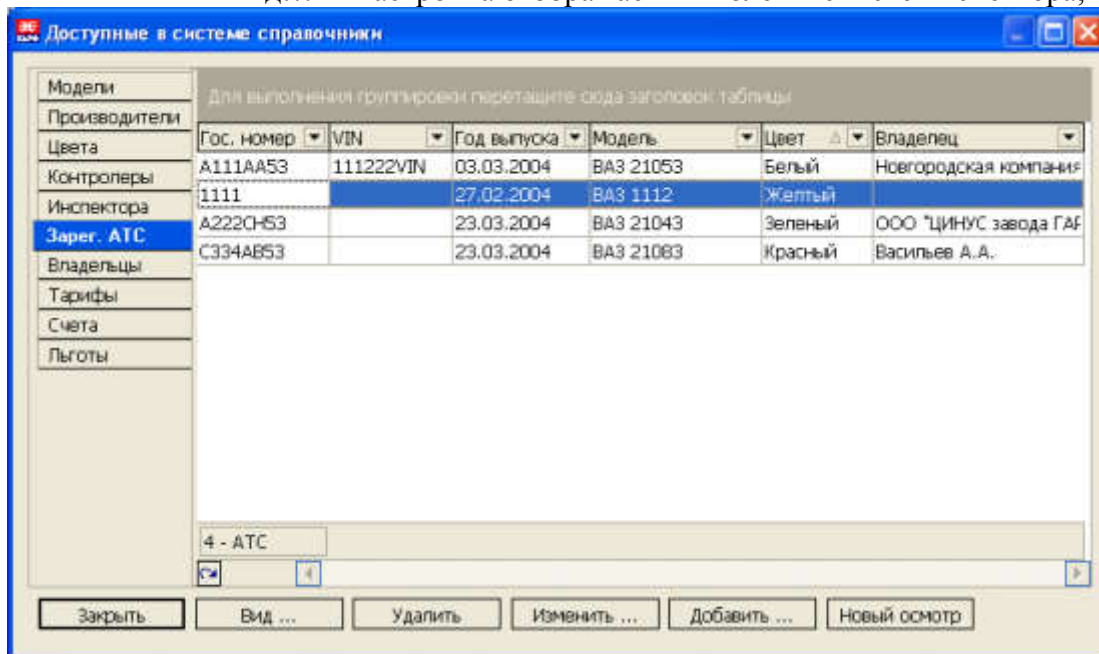 Доступные в системе справочники
Модели
Производители
Цвета
Контролеры
Инспектора
Зарег. АТС
Владельцы
Тарифы
Счета
Льготы
Для выполнения группировки перетащите сюда заголовок таблицы
Гос. номер VIN Год выпуска Модель Цвет Владелец
А111АА53 111222VIN 03.03.2004 ВАЗ 21053 Белый Новгородская компания
1111 27.02.2004 ВАЗ 1112 Желтый
А222СН53 23.03.2004 ВАЗ 21043 Зеленый ООО "ЦИНУС завода ГАР
С334АВ53 23.03.2004 ВАЗ 21083 Красный Васильев А.А.
4 - АТС
Закрыть Вид ... Удалить Изменить ... Добавить ... Новый осмотр